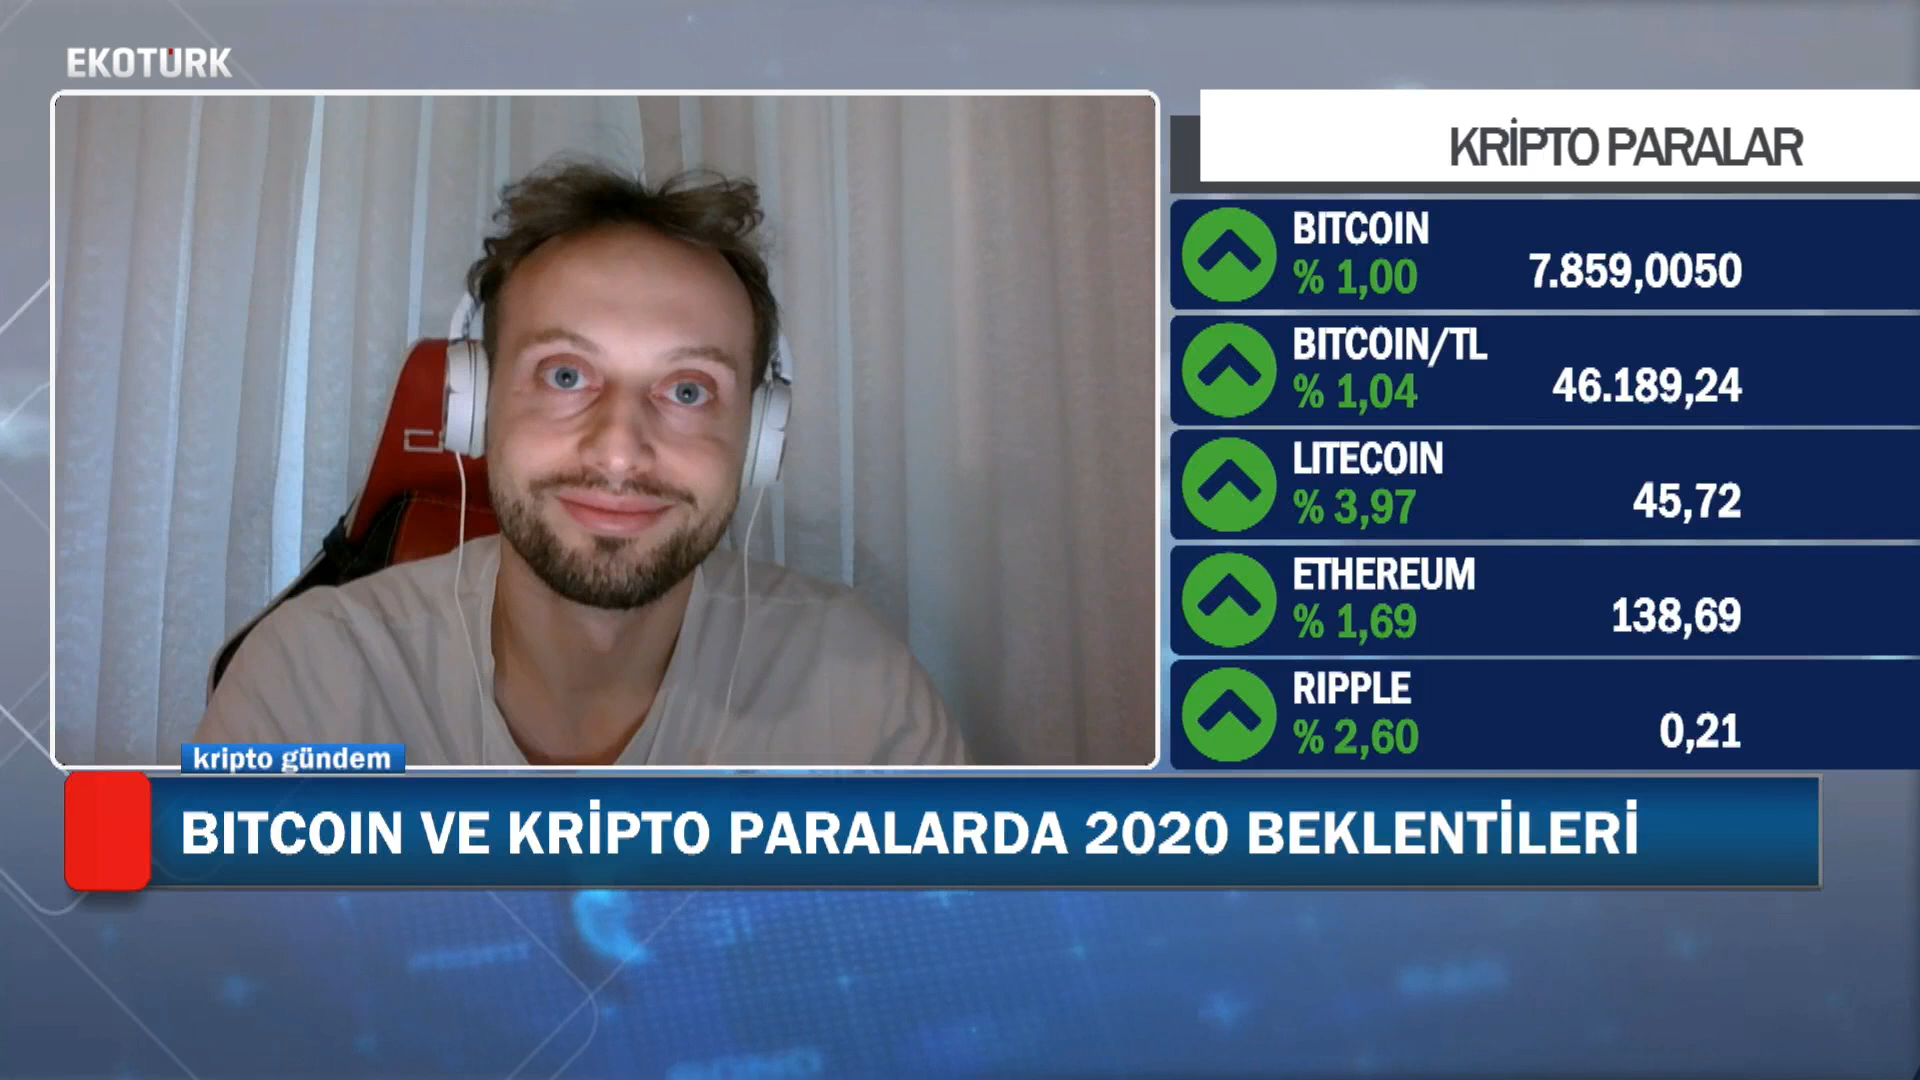 EKOTÜRK
KRİPTO PARALAR
BITCOIN
% 1,00
7.859,0050
BITCOIN/TL
% 1,04
46.189,24
LITECOIN
% 3,97
45,72
ETHEREUM
% 1,69
138,69
RIPPLE
% 2,60
0,21
kripto gündem
BITCOIN VE KRİPTO PARALARDA 2020 BEKLENTİLERİ